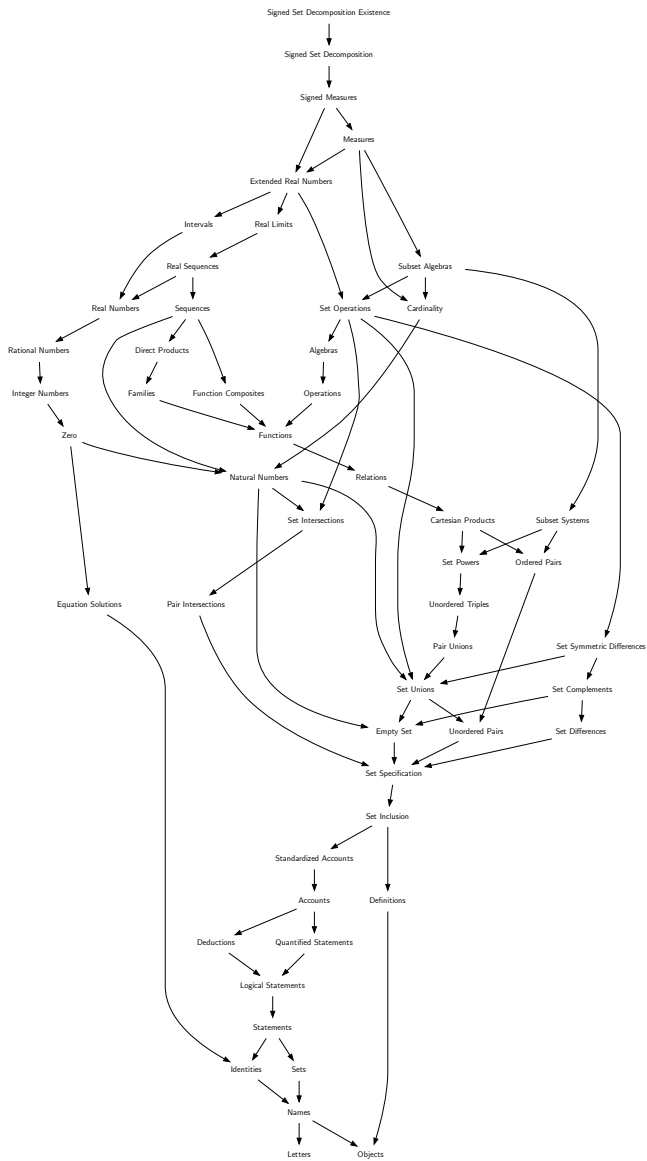 Signed Set Decomposition Existence
Signed Set Decomposition
Signed Measures
Measures
Extended Real Numbers
Intervals
Real Limits
Real Sequences
Subset Algebras
Real Numbers
Sequences
Set Operations
Cardinality
Rational Numbers
Direct Products
Algebras
Integer Numbers
Families
Function Composites
Operations
Zero
Functions
Natural Numbers
Relations
Set Intersections
Cartesian Products
Subset Systems
Set Powers
Ordered Pairs
Equation Solutions
Pair Intersections
Unordered Triples
Pair Unions
Set Symmetric Differences
Set Unions
Set Complements
Empty Set
Unordered Pairs
Set Differences
Set Specification
Set Inclusion
Standardized Accounts
Accounts
Definitions
Deductions
Quantified Statements
Logical Statements
Statements
Identities
Sets
Names
Letters
Objects